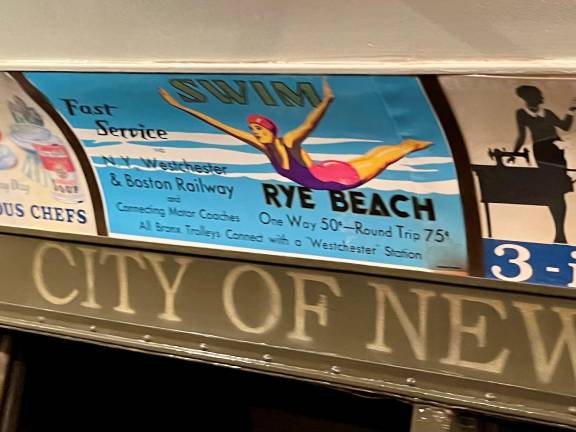 SWIM
Fast
Service
N.Y. Westchester
& Boston Railway
and
Connecting Motor Coaches
RYE BEACH
One Way 50¢—Round Trip 75¢
All Bronx Trolleys Connect with a "Westchester" Station
SOUP
OUS CHEFS
3-i
CITY OF NEW